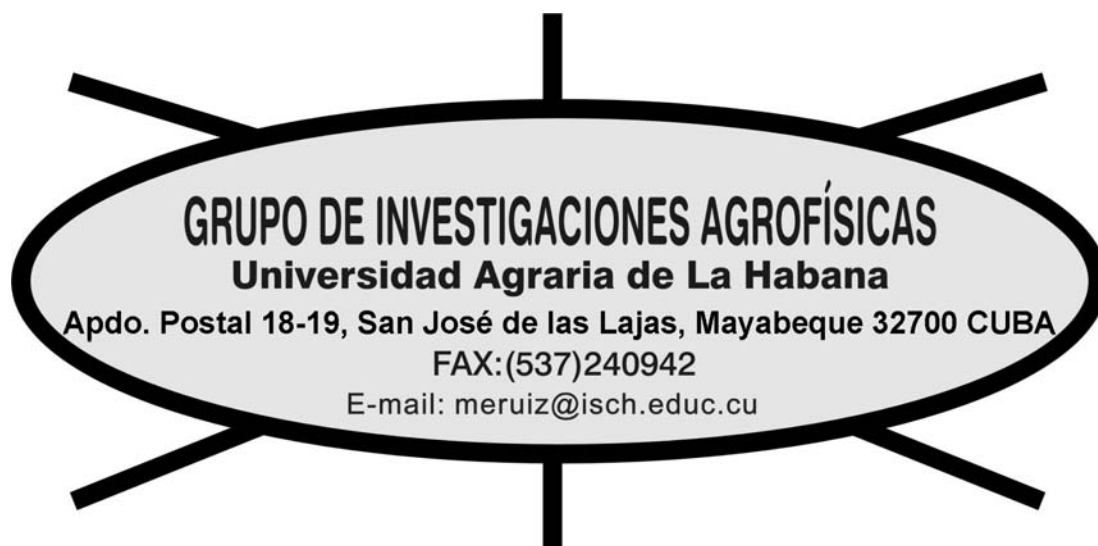 GRUPO DE INVESTIGACIONES AGROFÍSICAS
Universidad Agraria de La Habana
Apdo. Postal 18-19, San José de las Lajas, Mayabeque 32700 CUBA
FAX:(537)240942
E-mail: meruiz@isch.educ.cu